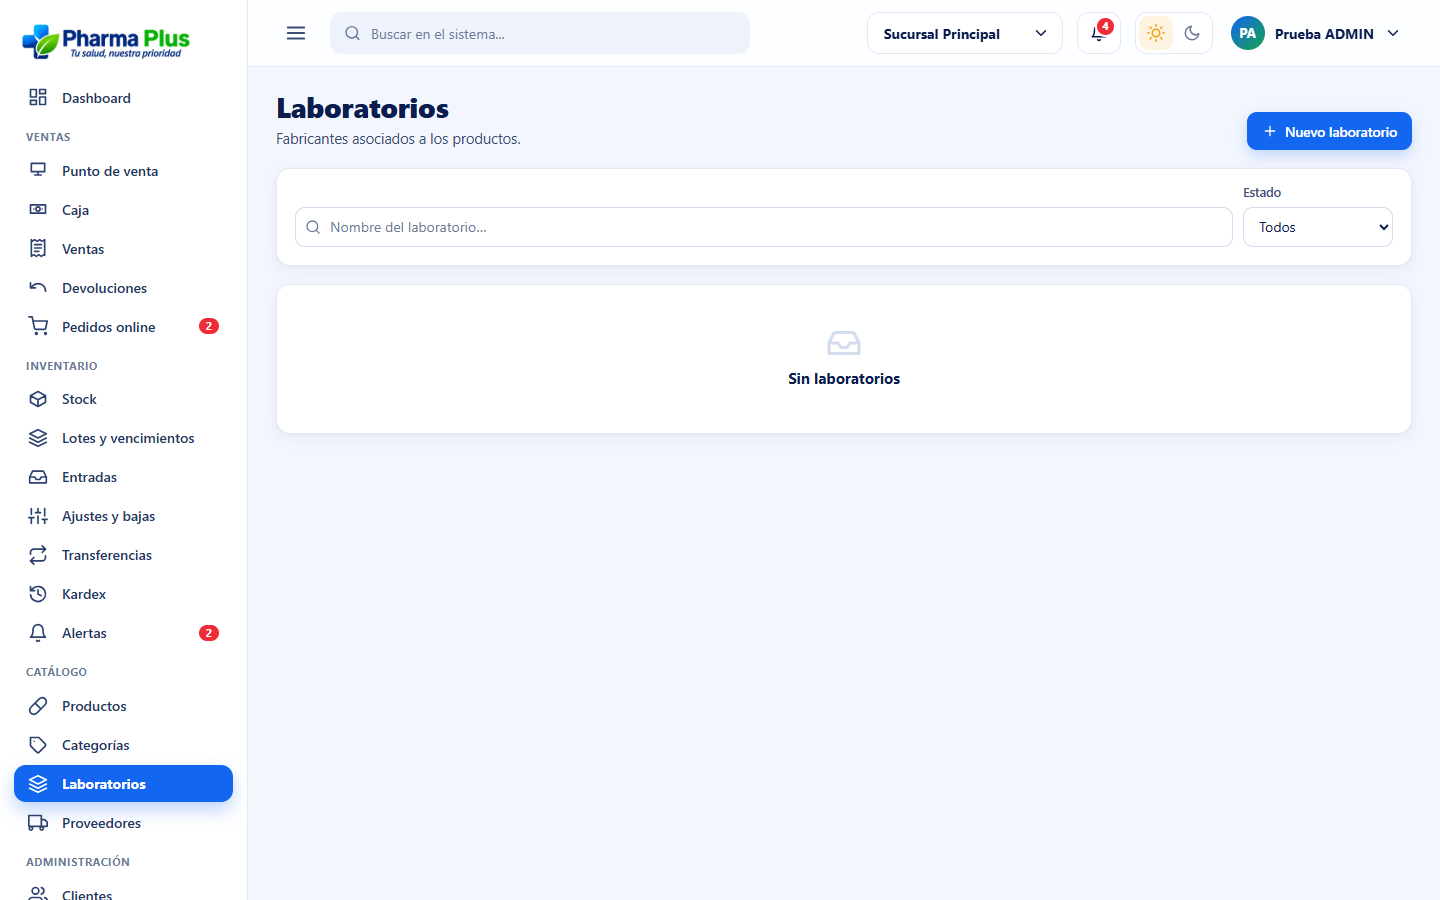 Pharma Plus
Tu salud, nuestra prioridad
Dashboard
VENTAS
Punto de venta
Caja
Ventas
Devoluciones
Pedidos online 2
INVENTARIO
Stock
Lotes y vencimientos
Entradas
Ajustes y bajas
Transferencias
Kardex
Alertas 2
CATÁLOGO
Productos
Categorías
Laboratorios
Proveedores
ADMINISTRACIÓN
Clientes
Buscar en el sistema...
Sucursal Principal
4
PA Prueba ADMIN
Laboratorios
Fabricantes asociados a los productos.
+ Nuevo laboratorio
Estado
Nombre del laboratorio...
Todos
Sin laboratorios